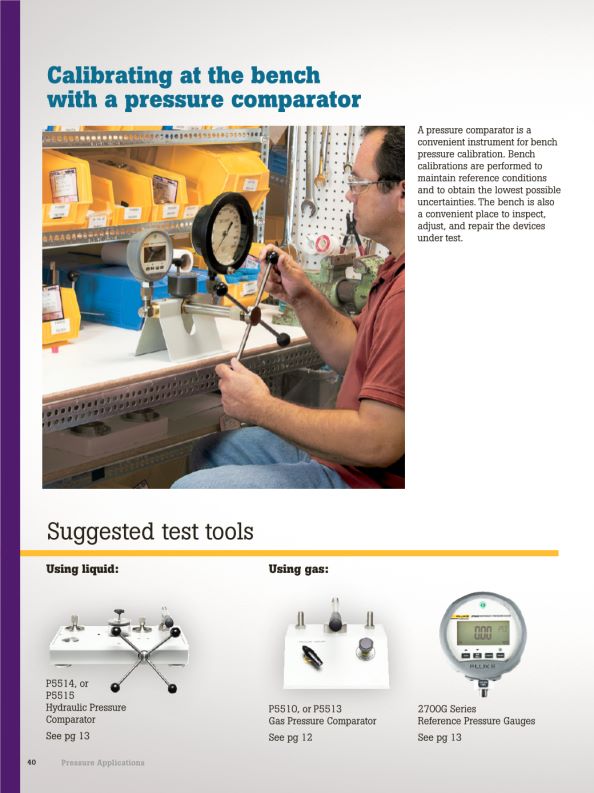 Calibrating at the bench
with a pressure comparator
A pressure comparator is a
convenient instrument for bench
pressure calibration. Bench
calibrations are performed to
maintain reference conditions
and to obtain the lowest possible
uncertainties. The bench is also
a convenient place to inspect,
adjust, and repair the devices
under test.
Suggested test tools
Using liquid:
Using gas:
P5514, or
P5515
Hydraulic Pressure
Comparator
See pg 13
P5510, or P5513
Gas Pressure Comparator
See pg 12
FLUKE
0.00
FLUKE
2700G Series
Reference Pressure Gauges
See pg 13
40 Pressure Applications